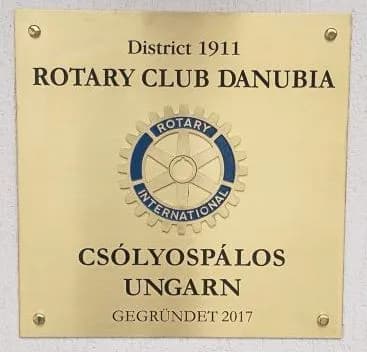 District 1911
ROTARY CLUB DANUBIA
ROTARY
INTERNATIONAL
CSÓLYOSPÁLOS
UNGARN
GEGRÜNDET 2017